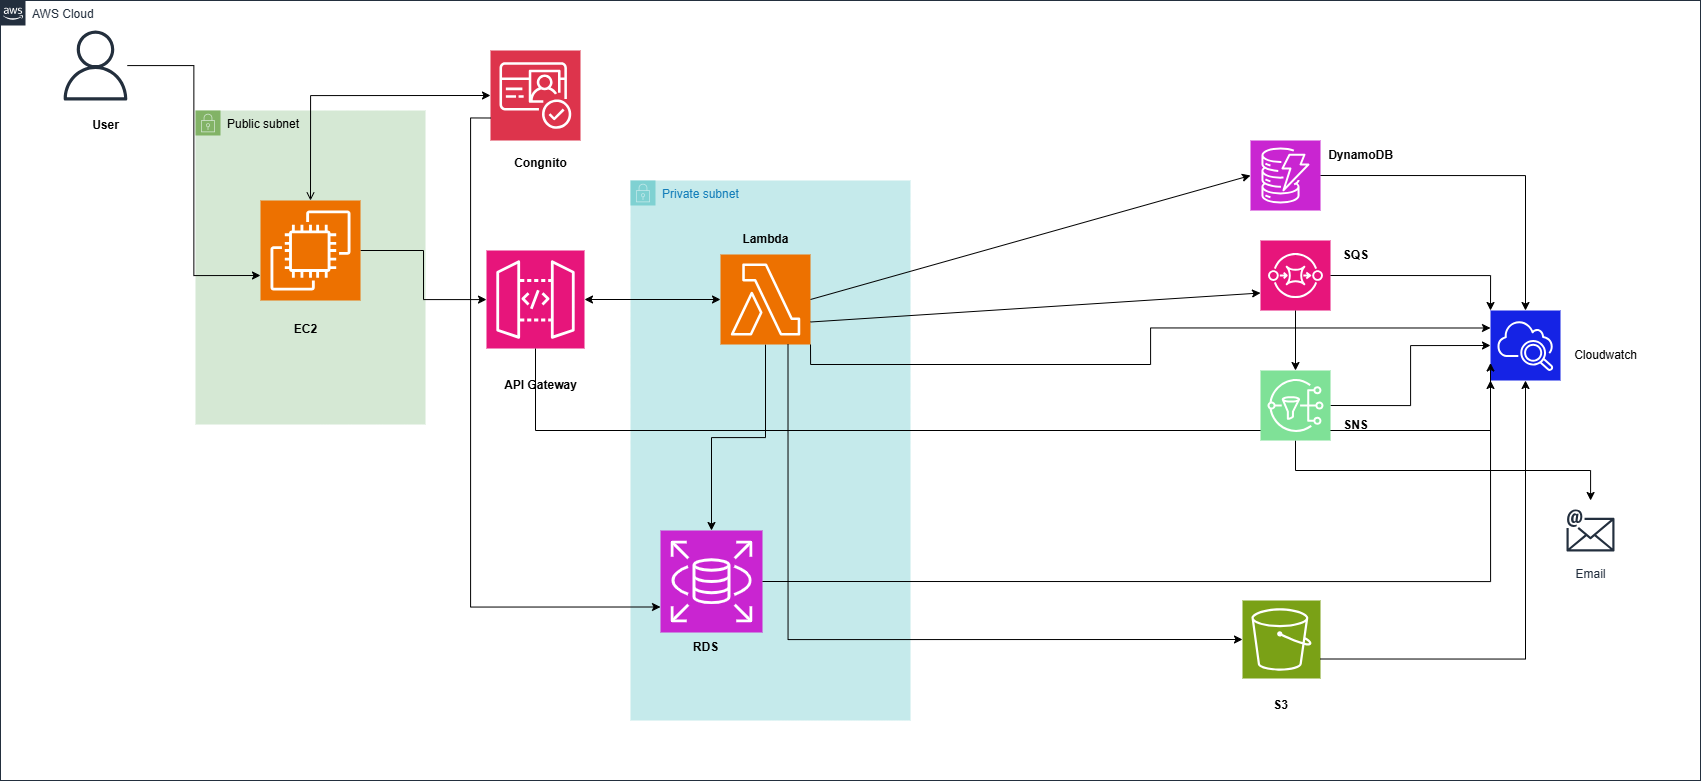 aws
AWS Cloud
User
Public subnet
EC2
Congnito
API Gateway
</>
Private subnet
Lambda
RDS
DynamoDB
SQS
SNS
Cloudwatch
@
Email
S3